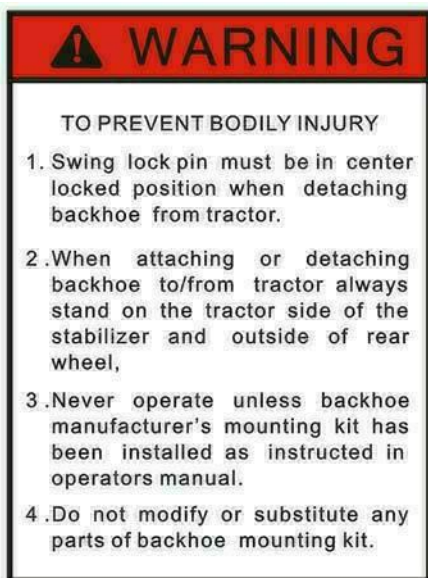 WARNING
TO PREVENT BODILY INJURY
1. Swing lock pin must be in center
locked position when detaching
backhoe from tractor.
2 .When attaching or detaching
backhoe to/from tractor always
stand on the tractor side of the
stabilizer and outside of rear
wheel,
3 .Never operate unless backhoe
manufacturer's mounting kit has
been installed as instructed in
operators manual.
4 .Do not modify or substitute any
parts of backhoe mounting kit.